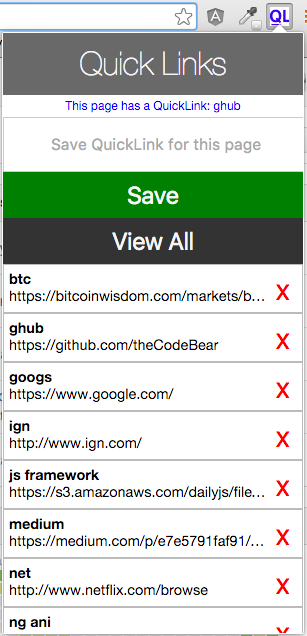 QL
Quick Links
This page has a QuickLink: ghub
Save QuickLink for this page
Save
View All
btc
https://bitcoinwisdom.com/markets/b...
X
ghub
https://github.com/theCodeBear
X
googs
https://www.google.com/
X
ign
http://www.ign.com/
X
js framework
https://s3.amazonaws.com/dailyjs/file...
X
medium
https://medium.com/p/e7e5791faf91/...
X
net
http://www.netflix.com/browse
X
ng ani
X